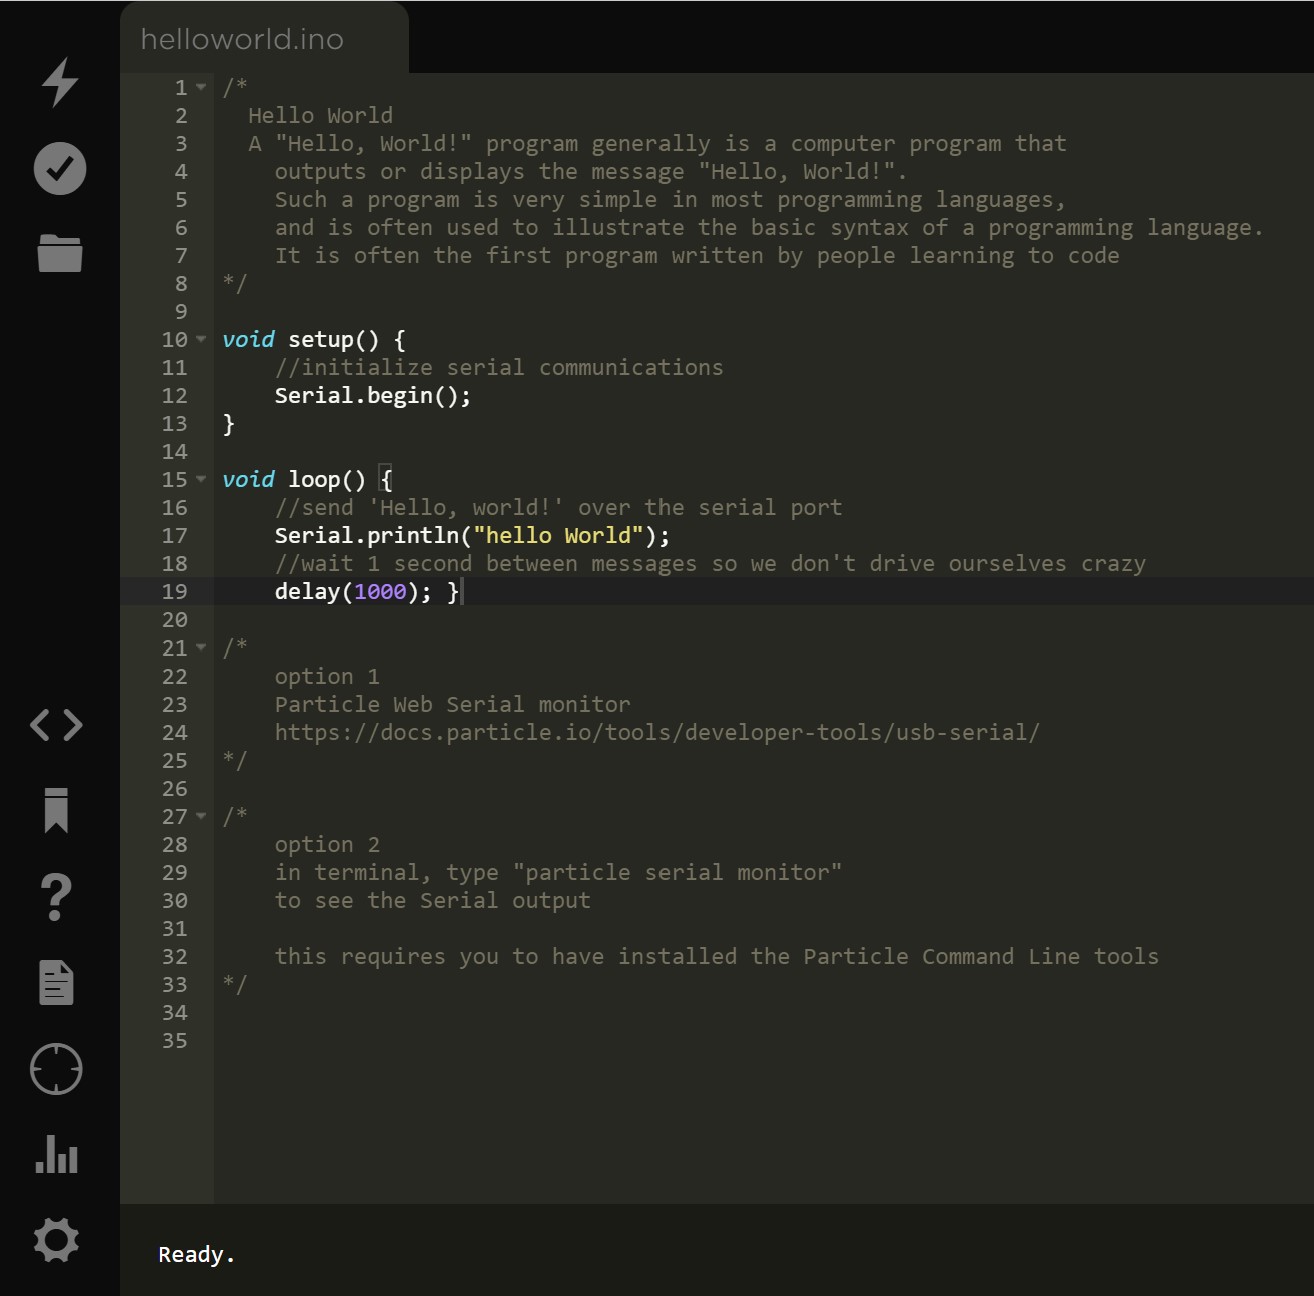 helloworld.ino
1 /*
2   Hello World
3   A "Hello, World!" program generally is a computer program that
4     outputs or displays the message "Hello, World!".
5     Such a program is very simple in most programming languages,
6     and is often used to illustrate the basic syntax of a programming language.
7     It is often the first program written by people learning to code
8 */
9
10 void setup() {
11     //initialize serial communications
12     Serial.begin();
13 }
14
15 void loop() {
16     //send 'Hello, world!' over the serial port
17     Serial.println("hello World");
18     //wait 1 second between messages so we don't drive ourselves crazy
19     delay(1000); }
20
21 /*
22     option 1
23     Particle Web Serial monitor
24     https://docs.particle.io/tools/developer-tools/usb-serial/
25 */
26
27 /*
28     option 2
29     in terminal, type "particle serial monitor"
30     to see the Serial output
31
32     this requires you to have installed the Particle Command Line tools
33 */
34
35
Ready.